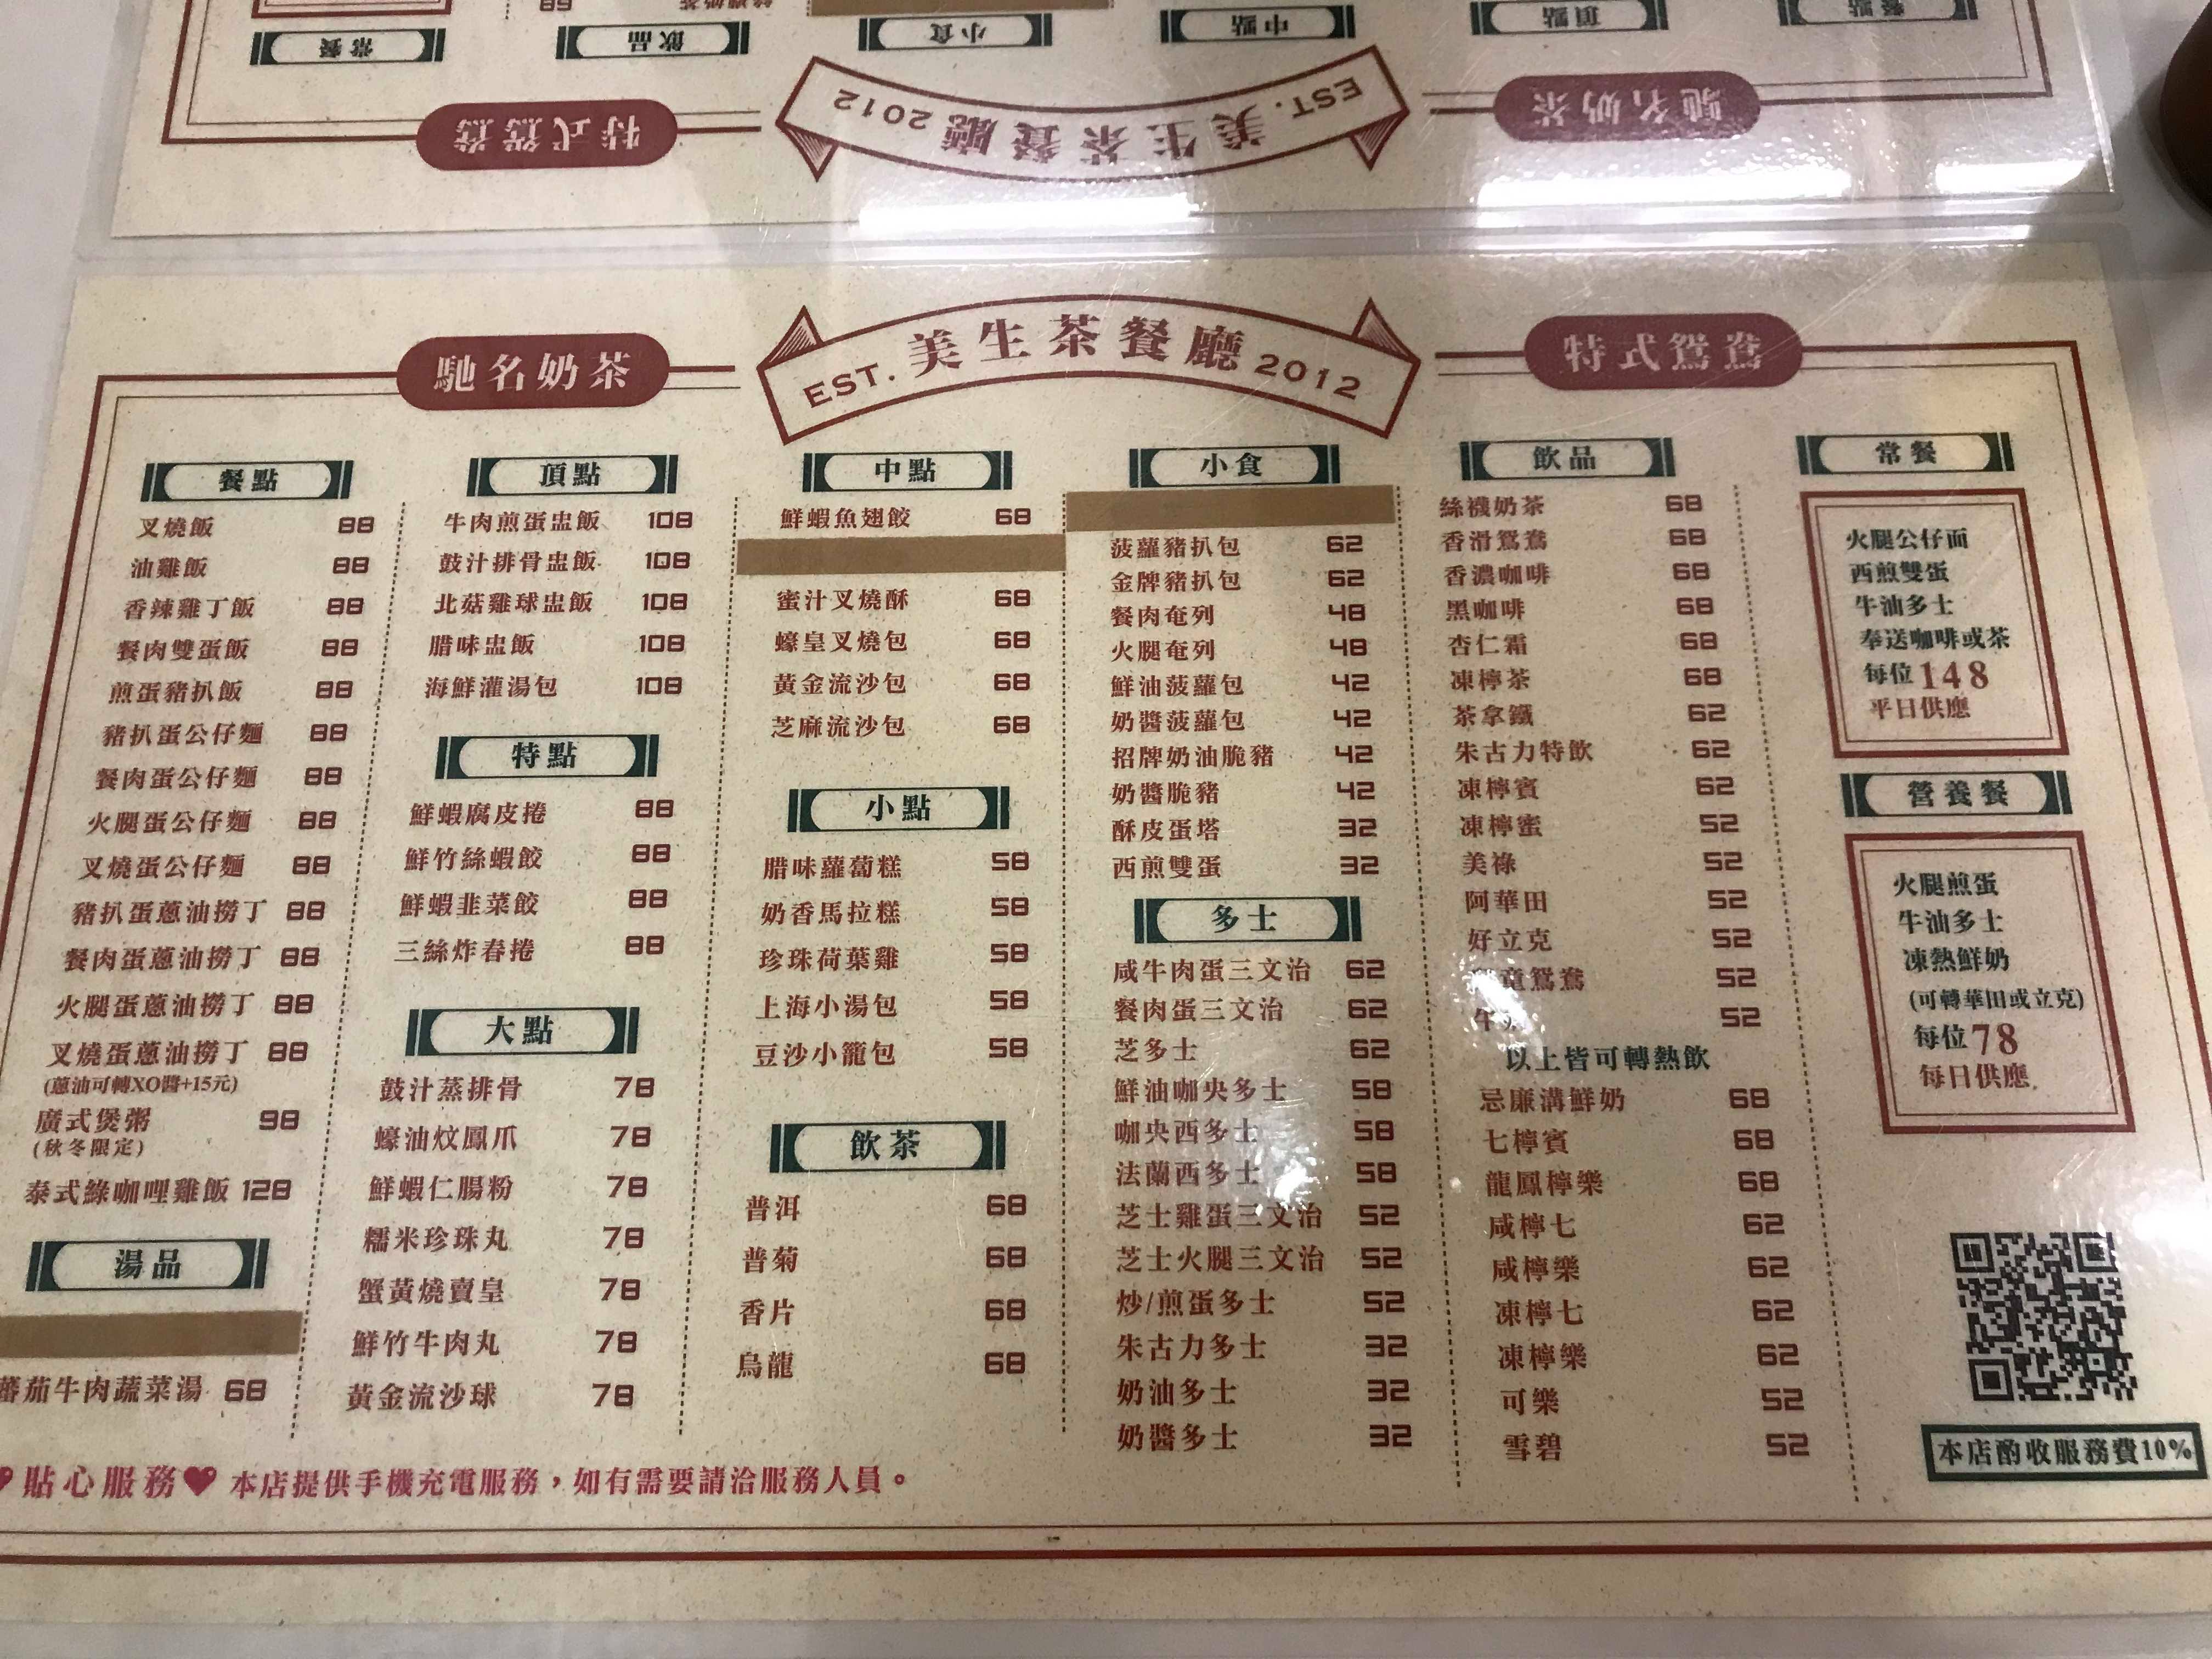 常餐
飲品
小食
中點
頂點
餐點
特式鴛鴦
EST. 美生茶餐廳 2012
馳名奶茶
馳名奶茶
EST. 美生茶餐廳 2012
特式鴛鴦
餐點
叉燒飯 88
油雞飯 88
香辣雞丁飯 88
餐肉雙蛋飯 88
煎蛋豬扒飯 88
豬扒蛋公仔麵 88
餐肉蛋公仔麵 88
火腿蛋公仔麵 88
叉燒蛋公仔麵 88
豬扒蛋蔥油撈丁 88
餐肉蛋蔥油撈丁 88
火腿蛋蔥油撈丁 88
叉燒蛋蔥油撈丁 88
(蔥油可轉XO醬+15元)
廣式煲粥 98
(秋冬限定)
泰式綠咖哩雞飯 128
湯品
蕃茄牛肉蔬菜湯 68
頂點
牛肉煎蛋盅飯 108
鼓汁排骨盅飯 108
北菇雞球盅飯 108
腊味盅飯 108
海鮮灌湯包 108
特點
鮮蝦腐皮捲 88
鮮竹絲蝦餃 88
鮮蝦韭菜餃 88
三絲炸春捲 88
大點
鼓汁蒸排骨 78
蠔油炆鳳爪 78
鮮蝦仁腸粉 78
糯米珍珠丸 78
蟹黃燒賣皇 78
鮮竹牛肉丸 78
黃金流沙球 78
中點
鮮蝦魚翅餃 68
蜜汁叉燒酥 68
蠔皇叉燒包 68
黃金流沙包 68
芝麻流沙包 68
小點
腊味蘿蔔糕 58
奶香馬拉糕 58
珍珠荷葉雞 58
上海小湯包 58
豆沙小籠包 58
飲茶
普洱 68
普菊 68
香片 68
烏龍 68
小食
菠蘿豬扒包 62
金牌豬扒包 62
餐肉奄列 48
火腿奄列 48
鮮油菠蘿包 42
奶醬菠蘿包 42
招牌奶油脆豬 42
奶醬脆豬 42
酥皮蛋塔 32
西煎雙蛋 32
多士
咸牛肉蛋三文治 62
餐肉蛋三文治 62
芝多士 62
鮮油咖央多士 58
咖央西多士 58
法蘭西多士 58
芝士雞蛋三文治 52
芝士火腿三文治 52
炒/煎蛋多士 52
朱古力多士 32
奶油多士 32
奶醬多士 32
飲品
絲襪奶茶 68
香滑鴛鴦 68
香濃咖啡 68
黑咖啡 68
杏仁霜 68
凍檸茶 68
茶拿鐵 62
朱古力特飲 62
凍檸賓 62
凍檸蜜 52
美祿 52
阿華田 52
好立克 52
童鴛鴦 52
牛 52
以上皆可轉熱飲
忌廉溝鮮奶 68
七檸賓 68
龍鳳檸樂 68
咸檸七 62
咸檸樂 62
凍檸七 62
凍檸樂 62
可樂 52
雪碧 52
常餐
火腿公仔面
西煎雙蛋
牛油多士
奉送咖啡或茶
每位148
平日供應
營養餐
火腿煎蛋
牛油多士
凍熱鮮奶
(可轉華田或立克)
每位78
每日供應
本店酌收服務費10%
貼心服務 本店提供手機充電服務，如有需要請洽服務人員。